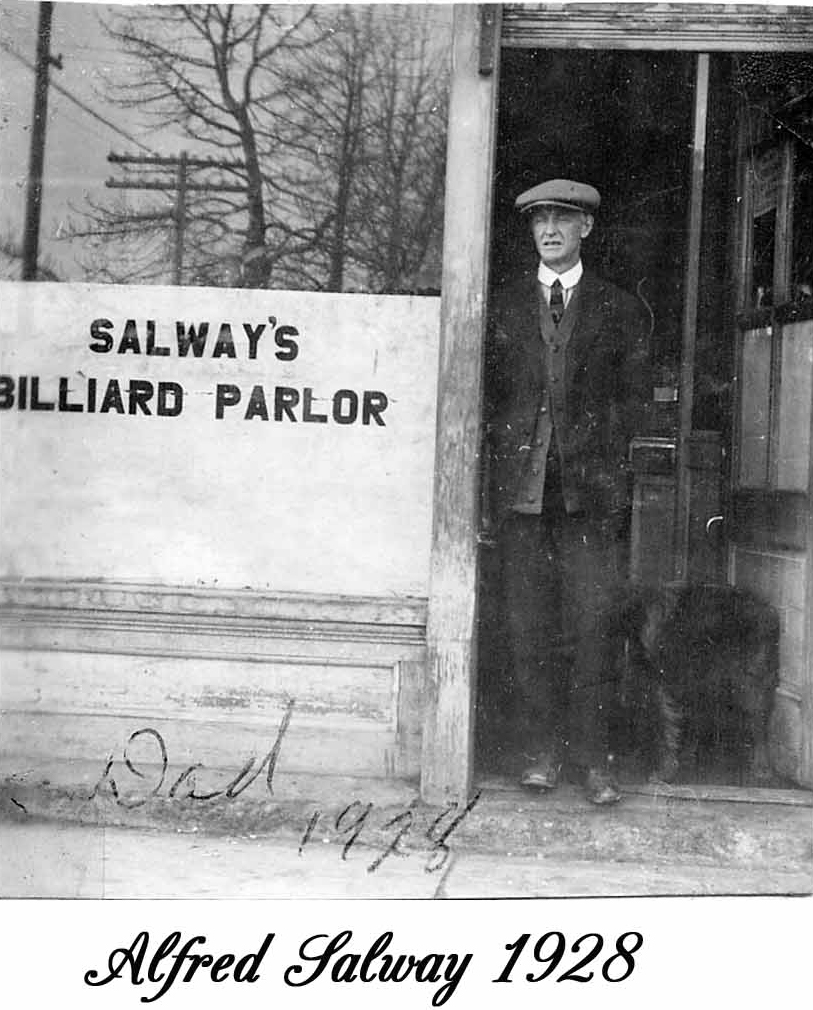 SALWAY'S
BILLIARD PARLOR
Dad
1928
Alfred Salway 1928